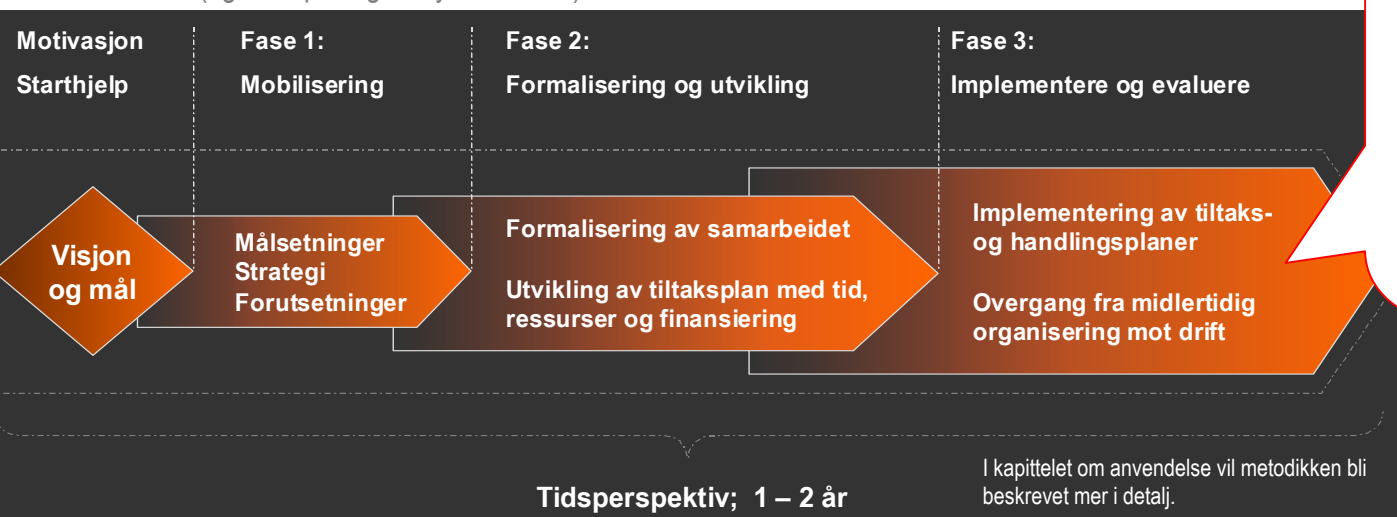 Motivasjon
Starthjelp
Fase 1:
Mobilisering
Fase 2:
Formalisering og utvikling
Fase 3:
Implementere og evaluere
Visjon
og mål
Målsetninger
Strategi
Forutsetninger
Formalisering av samarbeidet
Utvikling av tiltaksplan med tid,
ressurser og finansiering
Implementering av tiltaks-
og handlingsplaner
Overgang fra midlertidig
organisering mot drift
Tidsperspektiv; 1 – 2 år
I kapittelet om anvendelse vil metodikken bli
beskrevet mer i detalj.